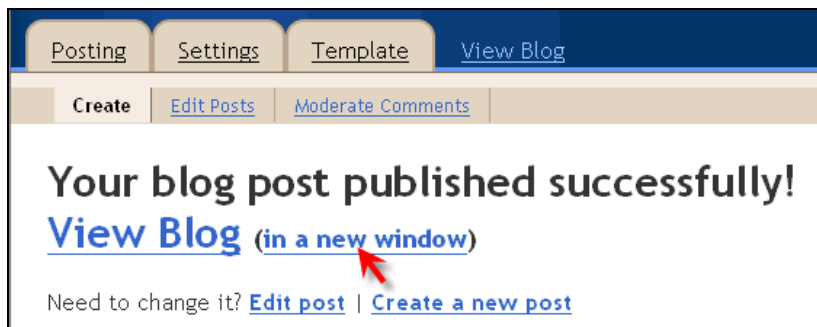 Posting Settings Template View Blog
Create Edit Posts Moderate Comments
Your blog post published successfully!
View Blog (in a new window)
Need to change it? Edit post | Create a new post